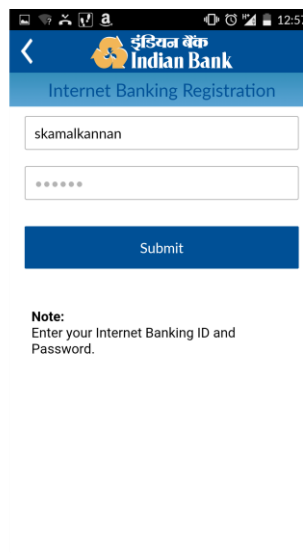 12:57
इंडियन बैंक
Indian Bank
Internet Banking Registration
skamalkannan
Submit
Note:
Enter your Internet Banking ID and
Password.